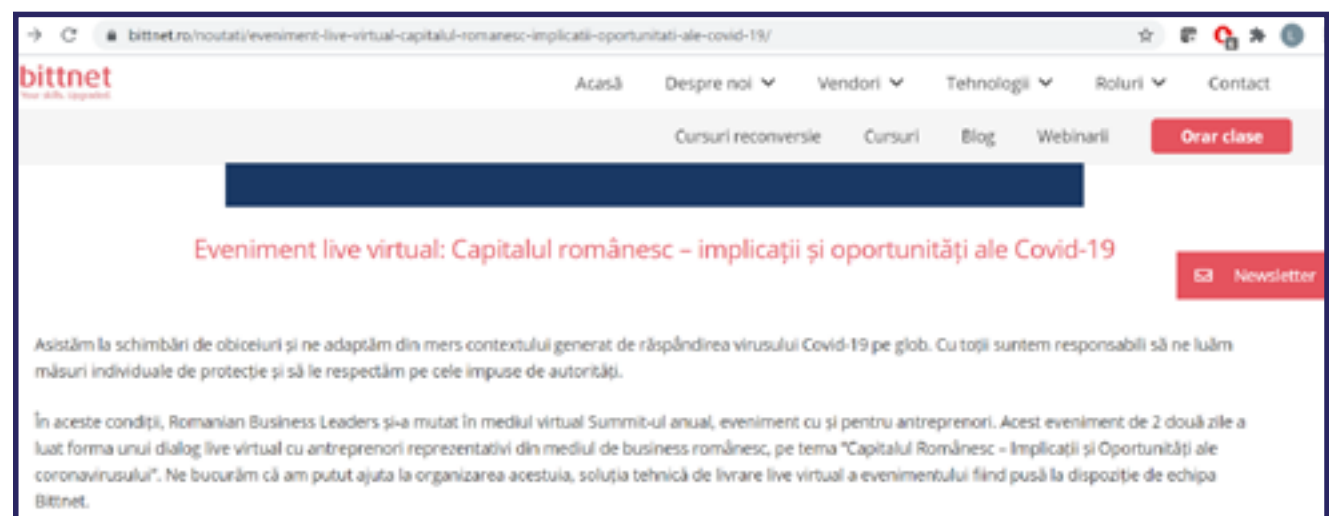 bittnet.ro/noutati/eveniment-live-virtual-capitalul-romanesc-implicatii-oportunitati-ale-covid-19/
bittnet
Your skills. Upgraded.
Acasă Despre noi Vendori Tehnologii Roluri Contact
Cursuri reconversie Cursuri Blog Webinarii Orar clase
Eveniment live virtual: Capitalul românesc – implicații și oportunități ale Covid-19
Newsletter
Asistăm la schimbări de obiceiuri și ne adaptăm din mers contextului generat de răspândirea virusului Covid-19 pe glob. Cu toții suntem responsabili să ne luăm
măsuri individuale de protecție și să le respectăm pe cele impuse de autorități.
În aceste condiții, Romanian Business Leaders și-a mutat în mediul virtual Summit-ul anual, eveniment cu și pentru antreprenori. Acest eveniment de 2 două zile a
luat forma unui dialog live virtual cu antreprenori reprezentativi din mediul de business românesc, pe tema "Capitalul Românesc – Implicații și Oportunități ale
coronavirusului". Ne bucurăm că am putut ajuta la organizarea acestuia, soluția tehnică de livrare live virtual a evenimentului fiind pusă la dispoziție de echipa
Bittnet.